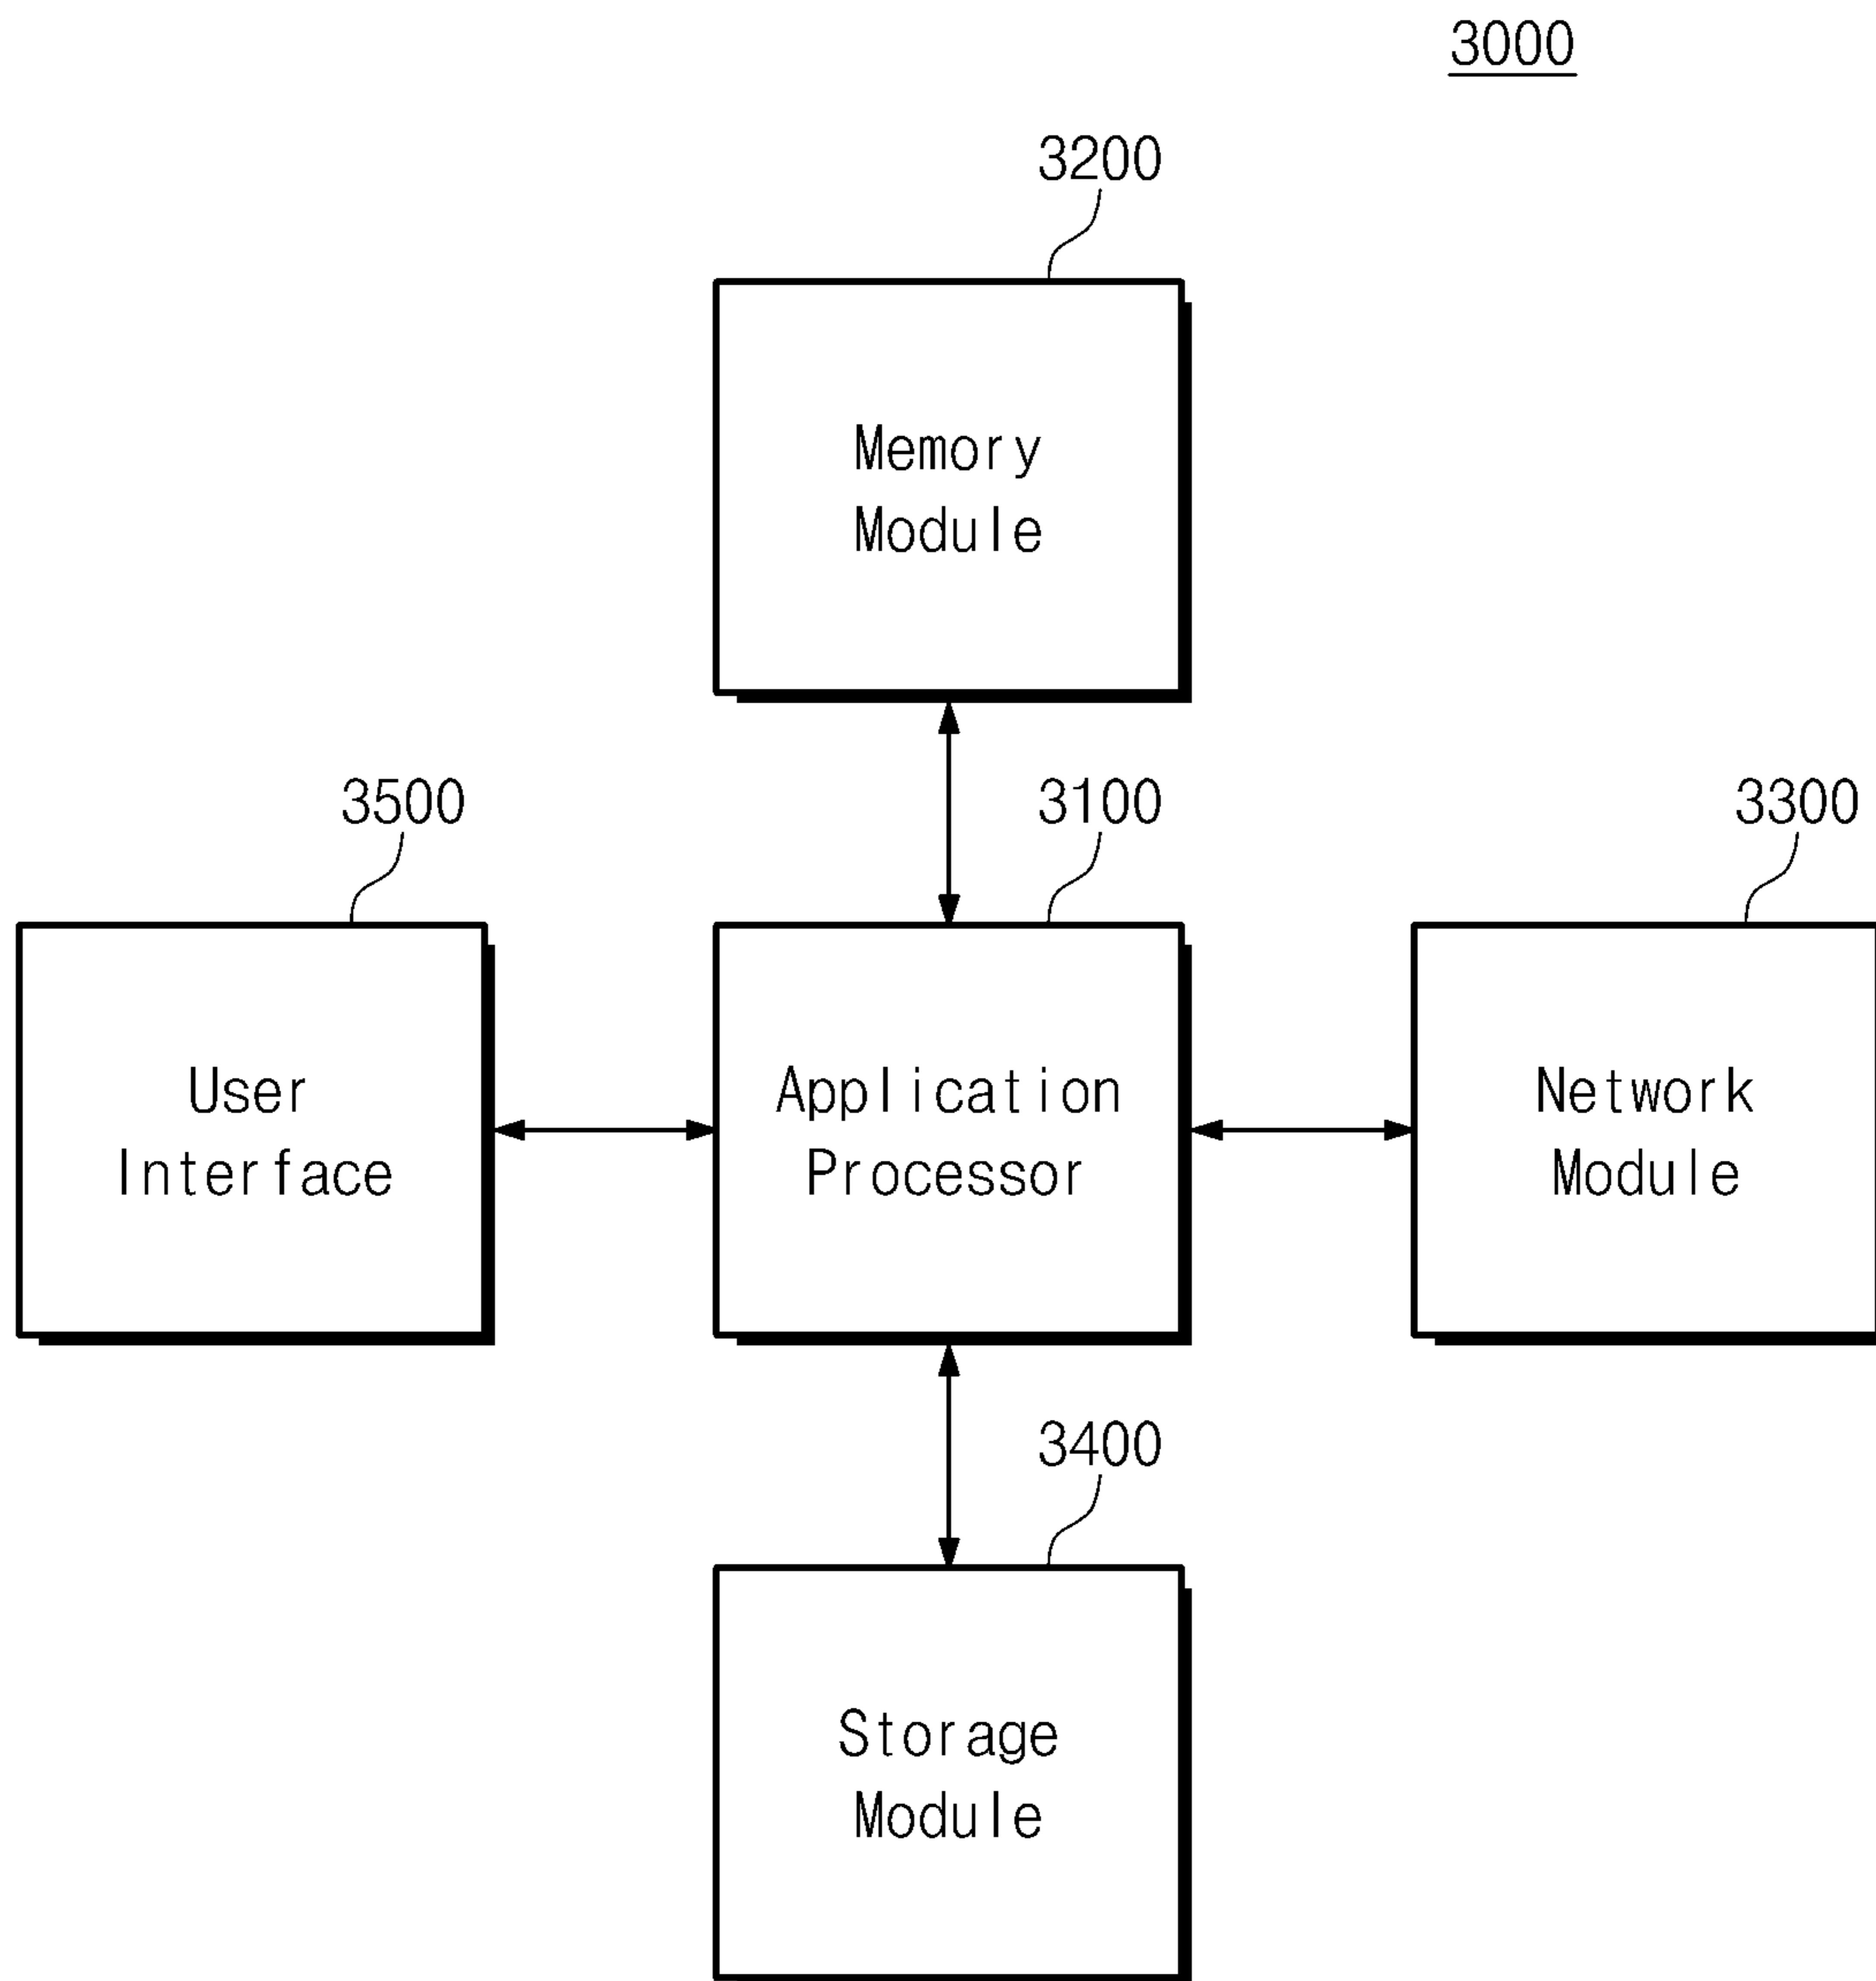 3000
3200
Memory
Module
3500
3100
3300
User
Interface
Application
Processor
Network
Module
3400
Storage
Module